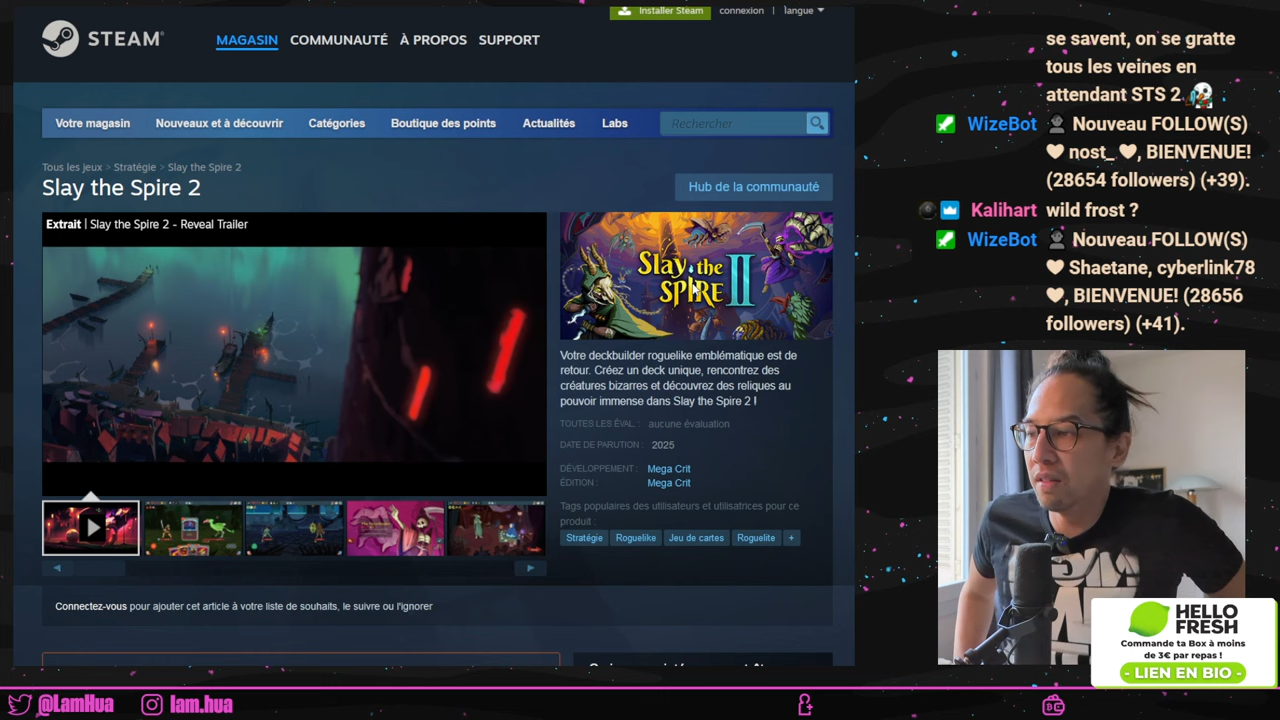 Installer Steam
connexion | langue
STEAM®
MAGASIN COMMUNAUTÉ À PROPOS SUPPORT
Votre magasin Nouveaux et à découvrir Catégories Boutique des points Actualités Labs Rechercher
Tous les jeux > Stratégie > Slay the Spire 2
Slay the Spire 2
Hub de la communauté
Extrait | Slay the Spire 2 - Reveal Trailer
Slay the
SPIRE II
Votre deckbuilder roguelike emblématique est de
retour. Créez un deck unique, rencontrez des
créatures bizarres et découvrez des reliques au
pouvoir immense dans Slay the Spire 2 !
TOUTES LES ÉVAL. : aucune évaluation
DATE DE PARUTION : 2025
DÉVELOPPEMENT : Mega Crit
ÉDITION : Mega Crit
Tags populaires des utilisateurs et utilisatrices pour ce
produit :
Stratégie Roguelike Jeu de cartes Roguelite +
Connectez-vous pour ajouter cet article à votre liste de souhaits, le suivre ou l'ignorer
se savent, on se gratte
tous les veines en
attendant STS 2
WizeBot Nouveau FOLLOW(S)
nost_ , BIENVENUE!
(28654 followers) (+39).
Kalihart wild frost ?
WizeBot Nouveau FOLLOW(S)
Shaetane, cyberlink78
, BIENVENUE! (28656
followers) (+41).
HELLO
FRESH
Commande ta Box à moins
de 3€ par repas !
- LIEN EN BIO -
@LamHua lam.hua